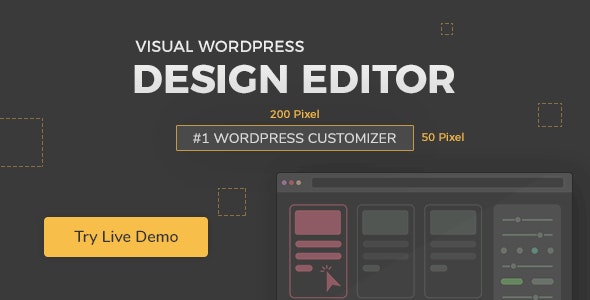 VISUAL WORDPRESS
DESIGN EDITOR
200 Pixel
#1 WORDPRESS CUSTOMIZER
50 Pixel
Try Live Demo